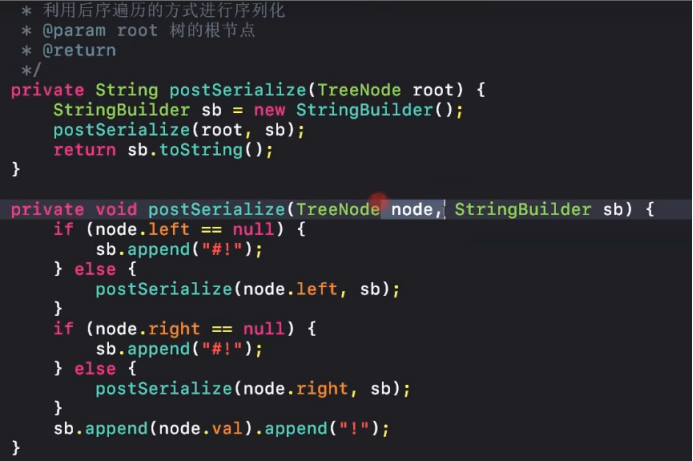 * 利用后序遍历的方式进行序列化
* @param root 树的根节点
* @return
*/
private String postSerialize(TreeNode root) {
    StringBuilder sb = new StringBuilder();
    postSerialize(root, sb);
    return sb.toString();
}

private void postSerialize(TreeNode node, StringBuilder sb) {
    if (node.left == null) {
        sb.append("#!");
    } else {
        postSerialize(node.left, sb);
    }
    if (node.right == null) {
        sb.append("#!");
    } else {
        postSerialize(node.right, sb);
    }
    sb.append(node.val).append("!");
}